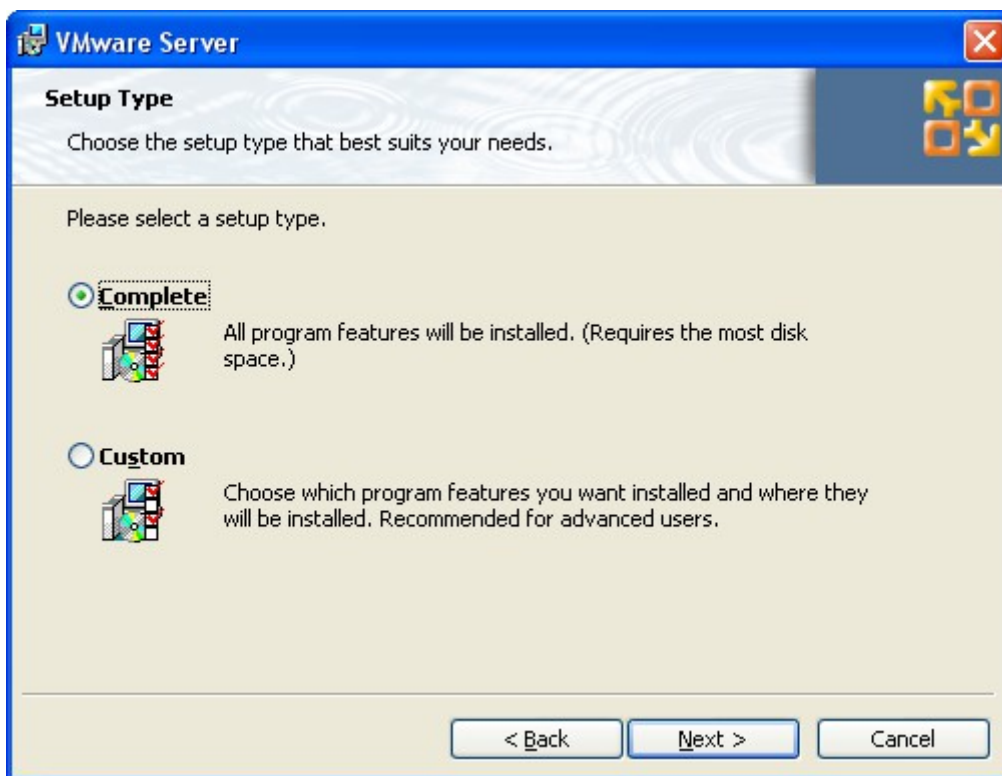 VMware Server
Setup Type
Choose the setup type that best suits your needs.
Please select a setup type.
Complete
All program features will be installed. (Requires the most disk
space.)
Custom
Choose which program features you want installed and where they
will be installed. Recommended for advanced users.
< Back Next > Cancel